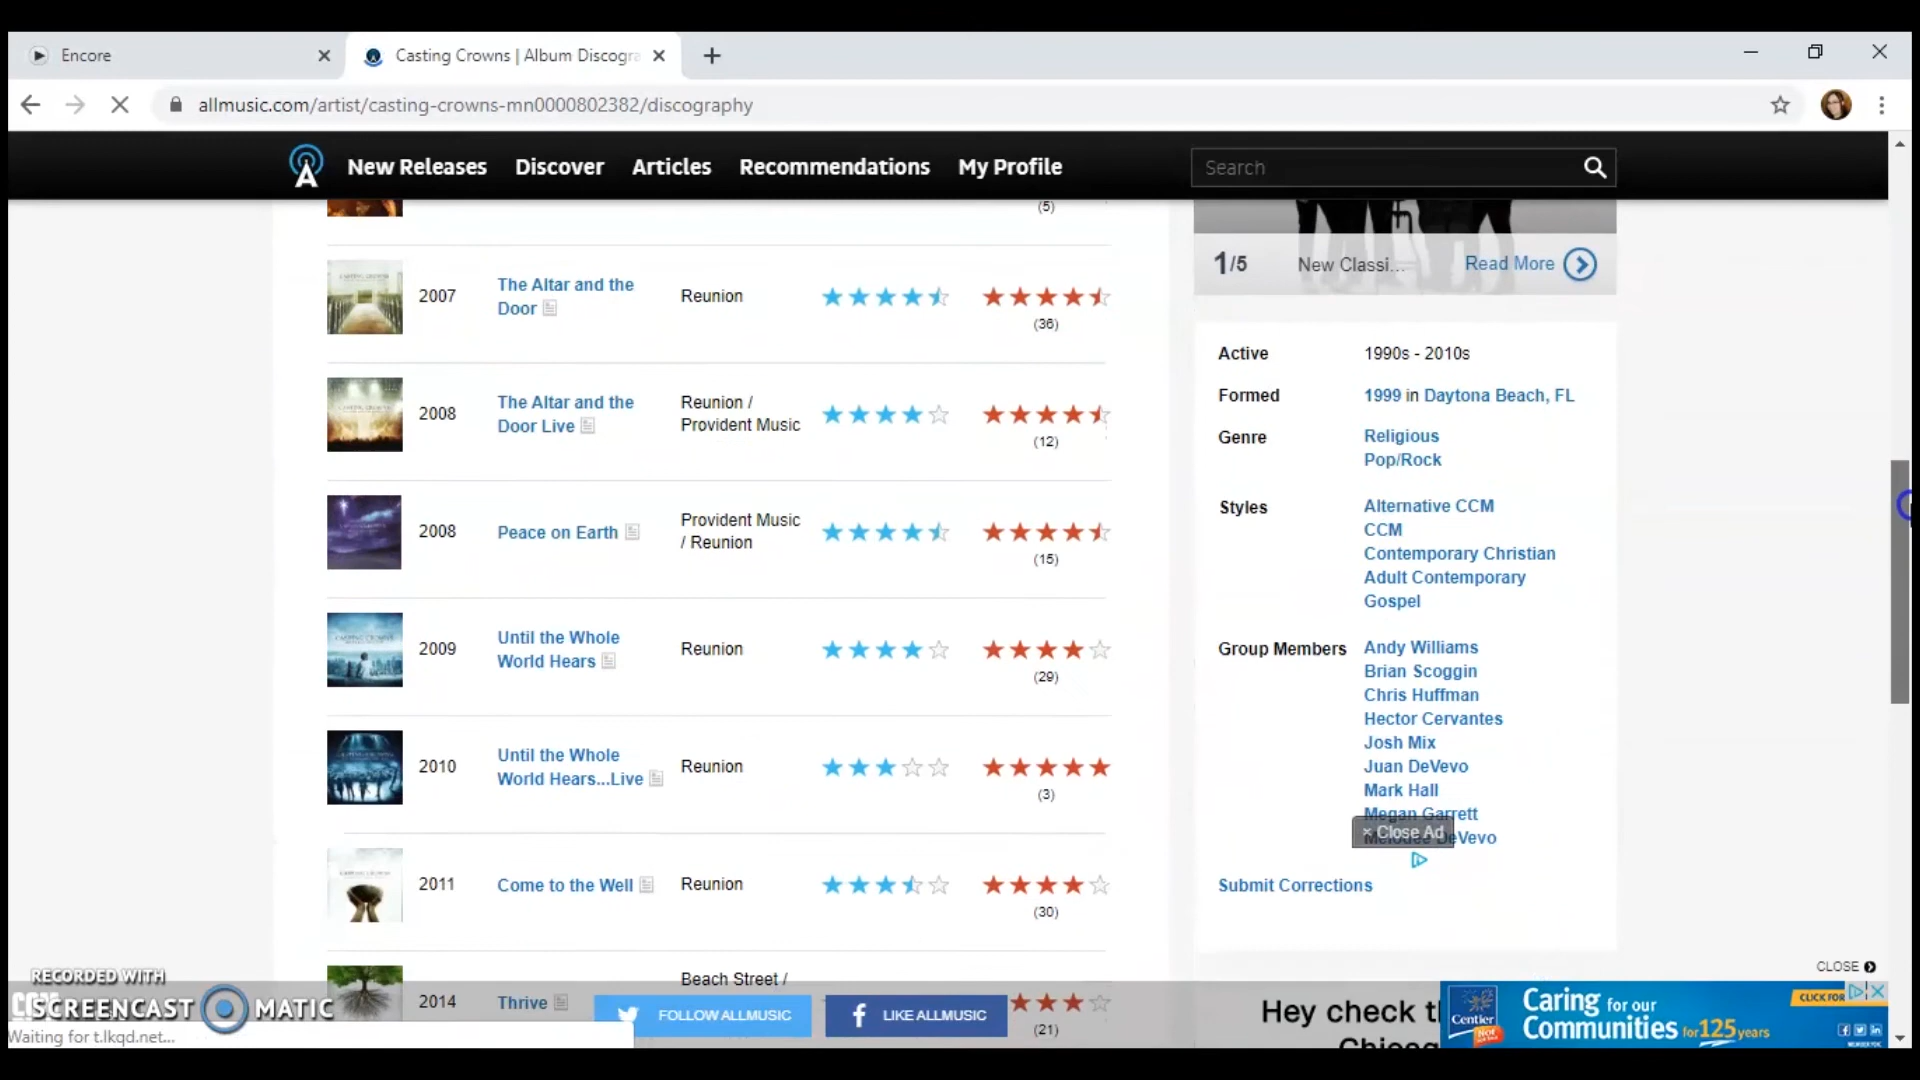 Encore
Casting Crowns | Album Discogra
allmusic.com/artist/casting-crowns-mn0000802382/discography
New Releases Discover Articles Recommendations My Profile
Search
(5)
1/5 New Classi... Read More
2007 The Altar and the Door Reunion
(36)
2008 The Altar and the Door Live Reunion / Provident Music
(12)
2008 Peace on Earth Provident Music / Reunion
(15)
2009 Until the Whole World Hears Reunion
(29)
2010 Until the Whole World Hears...Live Reunion
(3)
2011 Come to the Well Reunion
(30)
2014 Thrive Beach Street /
(21)
Active 1990s - 2010s
Formed 1999 in Daytona Beach, FL
Genre Religious
Pop/Rock
Styles Alternative CCM
CCM
Contemporary Christian
Adult Contemporary
Gospel
Group Members Andy Williams
Brian Scoggin
Chris Huffman
Hector Cervantes
Josh Mix
Juan DeVevo
Mark Hall
Megan Garrett
Melodee DeVevo
× Close Ad
Submit Corrections
CLOSE
RECORDED WITH
SCREENCAST MATIC
Waiting for t.lkqd.net...
FOLLOW ALLMUSIC
LIKE ALLMUSIC
Hey check t
Chicag
Centier
Caring for our
Communities for 125 years
CLICK FOR